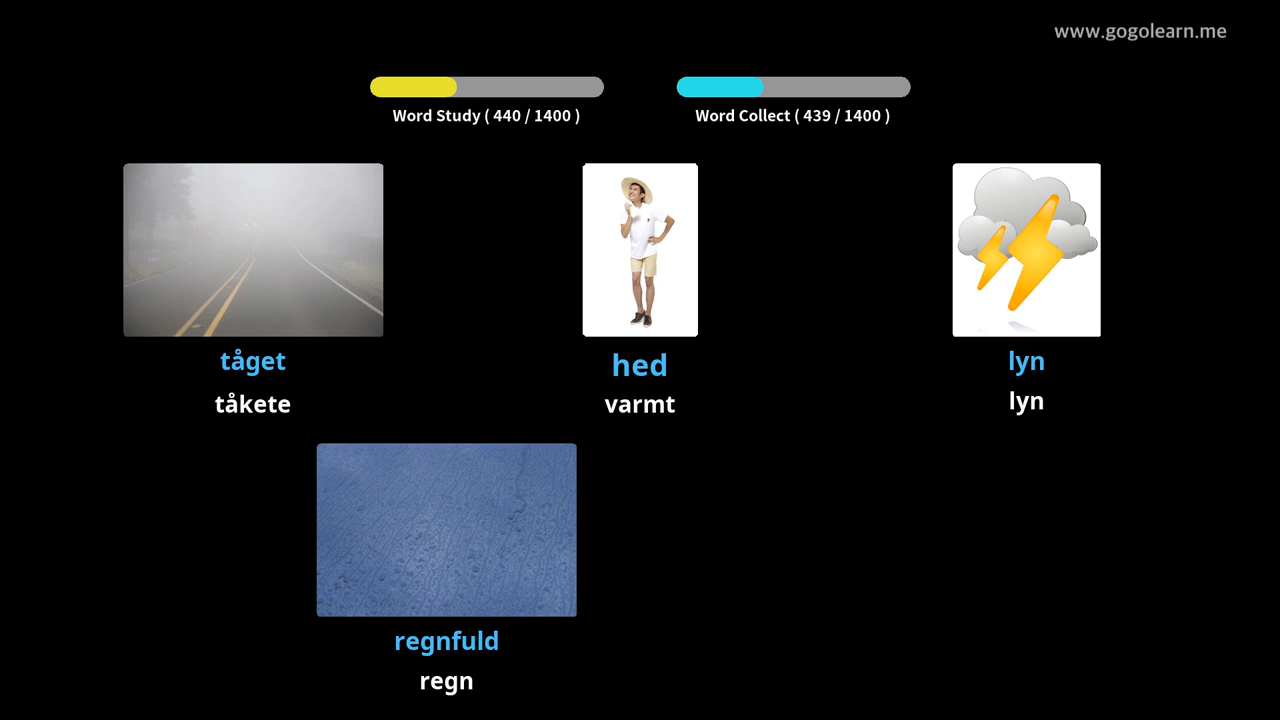 www.gogolearn.me
Word Study ( 440 / 1400 )
Word Collect ( 439 / 1400 )
tåget
tåkete
hed
varmt
lyn
lyn
regnfuld
regn